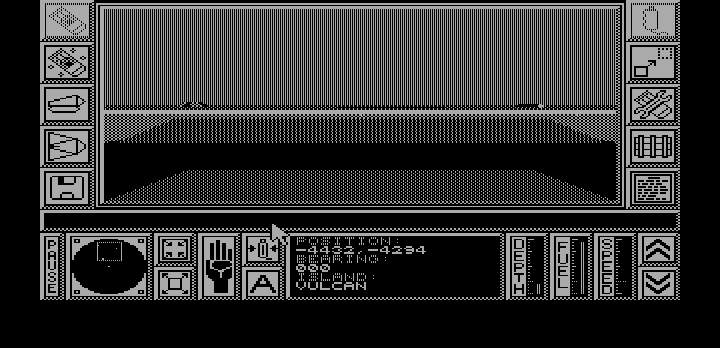 PAUSE
A
POSITION:
-4432,-4294
BEARING:
000
ISLAND:
VULCAN
DEPTH
FUEL
SPEED